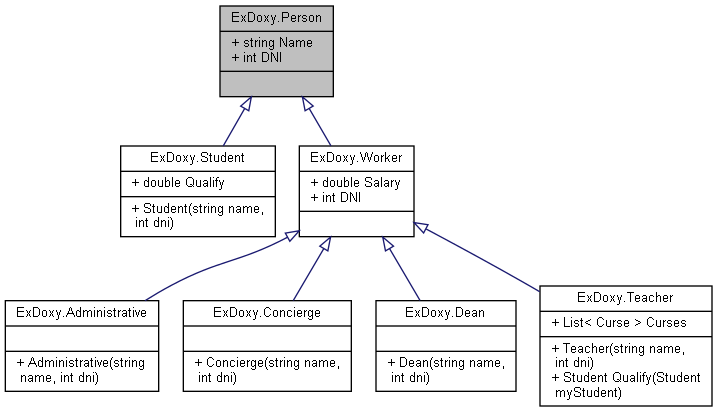 ExDoxy.Person
+ string Name
+ int DNI
ExDoxy.Student
+ double Qualify
+ Student(string name,
int dni)
ExDoxy.Worker
+ double Salary
+ int DNI
ExDoxy.Administrative
+ Administrative(string
name, int dni)
ExDoxy.Concierge
+ Concierge(string name,
int dni)
ExDoxy.Dean
+ Dean(string name,
int dni)
ExDoxy.Teacher
+ List< Curse > Curses
+ Teacher(string name,
int dni)
+ Student Qualify(Student
myStudent)